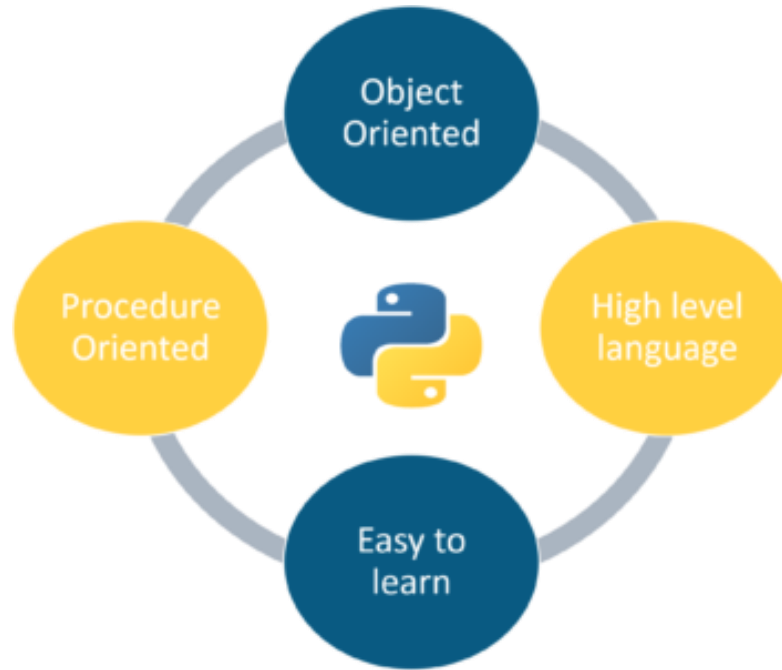 Object
Oriented
Procedure
Oriented
High level
language
Easy to
learn